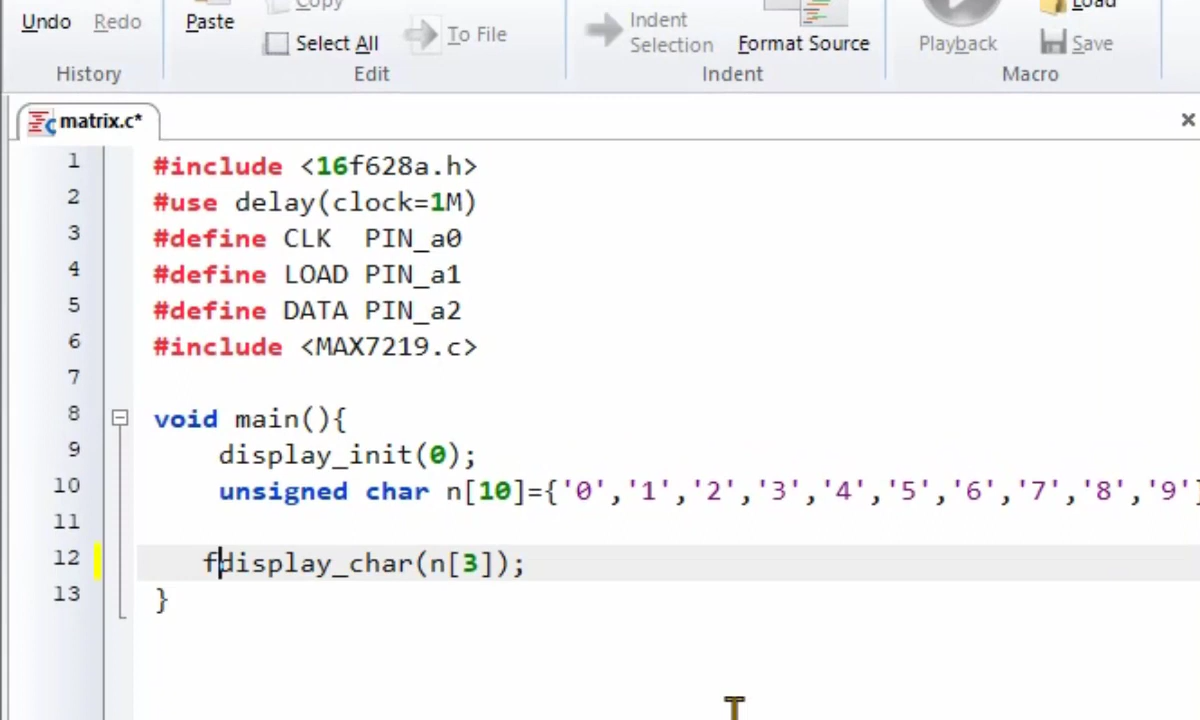 Copy
Load
Undo Redo
Paste
Select All
To File
Indent Selection
Format Source
Playback
Save
History
Edit
Indent
Macro
matrix.c*
1 #include <16f628a.h>
2 #use delay(clock=1M)
3 #define CLK  PIN_a0
4 #define LOAD PIN_a1
5 #define DATA PIN_a2
6 #include <MAX7219.c>
7
8 void main(){
9 display_init(0);
10 unsigned char n[10]={'0','1','2','3','4','5','6','7','8','9'}
11
12 fdisplay_char(n[3]);
13 }